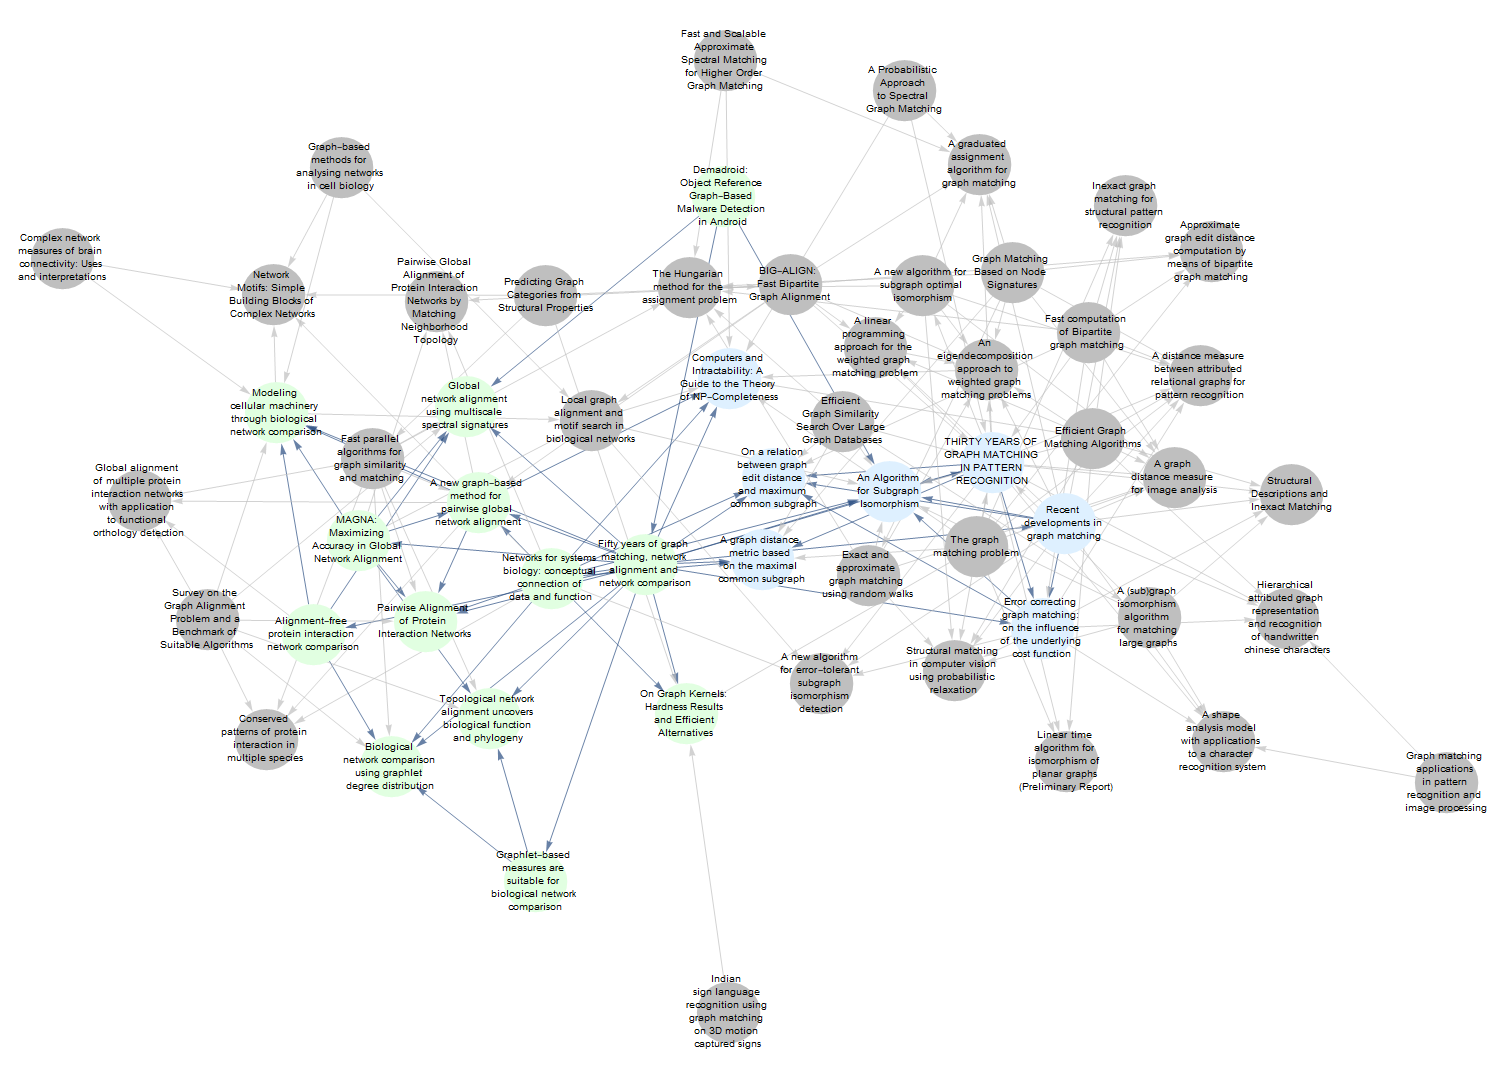 Fast and Scalable
Approximate
Spectral Matching
for Higher Order
Graph Matching
A Probabilistic
Approach
to Spectral
Graph Matching
Graph–based
methods for
analysing networks
in cell biology
A graduated
assignment
algorithm for
graph matching
Demadroid:
Object Reference
Graph–Based
Malware Detection
in Android
Inexact graph
matching for
structural pattern
recognition
Approximate
graph edit distance
computation by
means of bipartite
graph matching
Complex network
measures of brain
connectivity: Uses
and interpretations
Network
Motifs: Simple
Building Blocks of
Complex Networks
Pairwise Global
Alignment of
Protein Interaction
Networks by
Matching
Neighborhood
Topology
Predicting Graph
Categories from
Structural Properties
The Hungarian
method for the
assignment problem
BIG–ALIGN:
Fast Bipartite
Graph Alignment
A new algorithm for
subgraph optimal
isomorphism
Graph Matching
Based on Node
Signatures
A linear
programming
approach for the
weighted graph
matching problem
Fast computation
of Bipartite
graph matching
An
eigendecomposition
approach to
weighted graph
matching problems
A distance measure
between attributed
relational graphs for
pattern recognition
Computers and
Intractability: A
Guide to the Theory
of NP–Completeness
Modeling
cellular machinery
through biological
network comparison
Global
network alignment
using multiscale
spectral signatures
Local graph
alignment and
motif search in
biological networks
Efficient
Graph Similarity
Search Over Large
Graph Databases
Efficient Graph
Matching Algorithms
Fast parallel
algorithms for
graph similarity
and matching
THIRTY YEARS OF
GRAPH MATCHING
IN PATTERN
RECOGNITION
On a relation
between graph
edit distance
and maximum
common subgraph
An Algorithm
for Subgraph
Isomorphism
A graph
distance measure
for image analysis
Structural
Descriptions and
Inexact Matching
Global alignment
of multiple protein
interaction networks
with application
to functional
orthology detection
A new graph–based
method for
pairwise global
network alignment
Recent
developments in
graph matching
MAGNA:
Maximizing
Accuracy in Global
Network Alignment
Networks for systems
biology: conceptual
connection of
data and function
Fifty years of graph
matching, network
alignment and
network comparison
A graph distance
metric based
on the maximal
common subgraph
The graph
matching problem
Exact and
approximate
graph matching
using random walks
Survey on the
Graph Alignment
Problem and a
Benchmark of
Suitable Algorithms
Alignment–free
protein interaction
network comparison
Pairwise Alignment
of Protein
Interaction Networks
Error correcting
graph matching:
on the influence
of the underlying
cost function
A (sub)graph
isomorphism
algorithm
for matching
large graphs
Hierarchical
attributed graph
representation
and recognition
of handwritten
chinese characters
A new algorithm
for error–tolerant
subgraph
isomorphism
detection
Structural matching
in computer vision
using probabilistic
relaxation
Conserved
patterns of protein
interaction in
multiple species
Topological network
alignment uncovers
biological function
and phylogeny
On Graph Kernels:
Hardness Results
and Efficient
Alternatives
Biological
network comparison
using graphlet
degree distribution
Linear time
algorithm for
isomorphism of
planar graphs
(Preliminary Report)
A shape
analysis model
with applications
to a character
recognition system
Graph matching
applications
in pattern
recognition and
image processing
Graphlet–based
measures are
suitable for
biological network
comparison
Indian
sign language
recognition using
graph matching
on 3D motion
captured signs